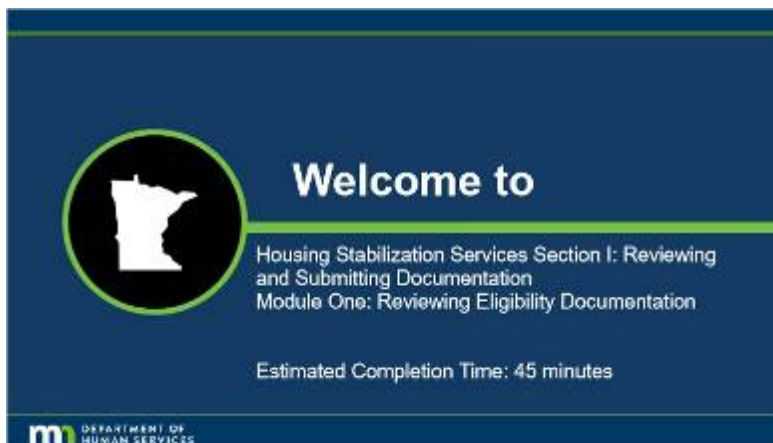 Welcome to
Housing Stabilization Services Section I: Reviewing
and Submitting Documentation
Module One: Reviewing Eligibility Documentation
Estimated Completion Time: 45 minutes
mn DEPARTMENT OF
HUMAN SERVICES